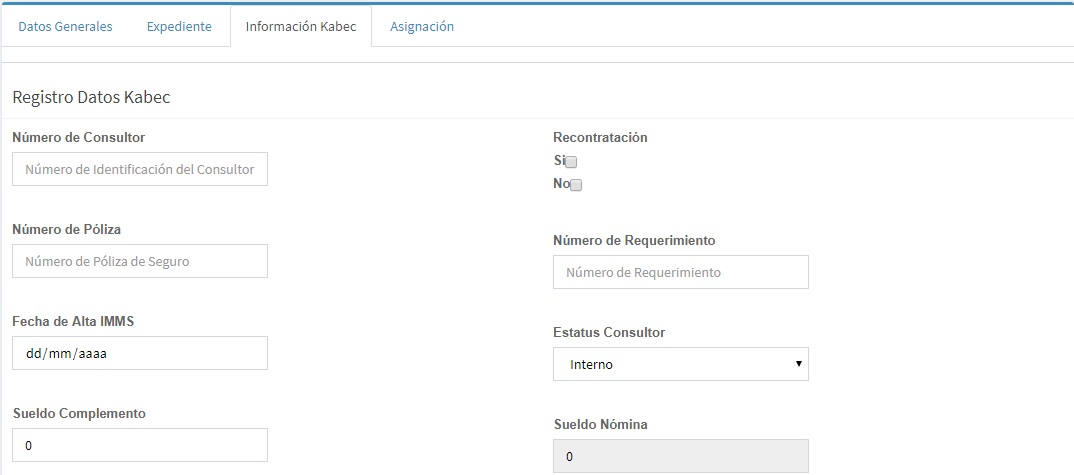 Datos Generales
Expediente
Información Kabec
Asignación
Registro Datos Kabec
Número de Consultor
Número de Identificación del Consultor
Recontratación
Si
No
Número de Póliza
Número de Póliza de Seguro
Número de Requerimiento
Número de Requerimiento
Fecha de Alta IMMS
dd/mm/aaaa
Estatus Consultor
Interno
Sueldo Complemento
0
Sueldo Nómina
0